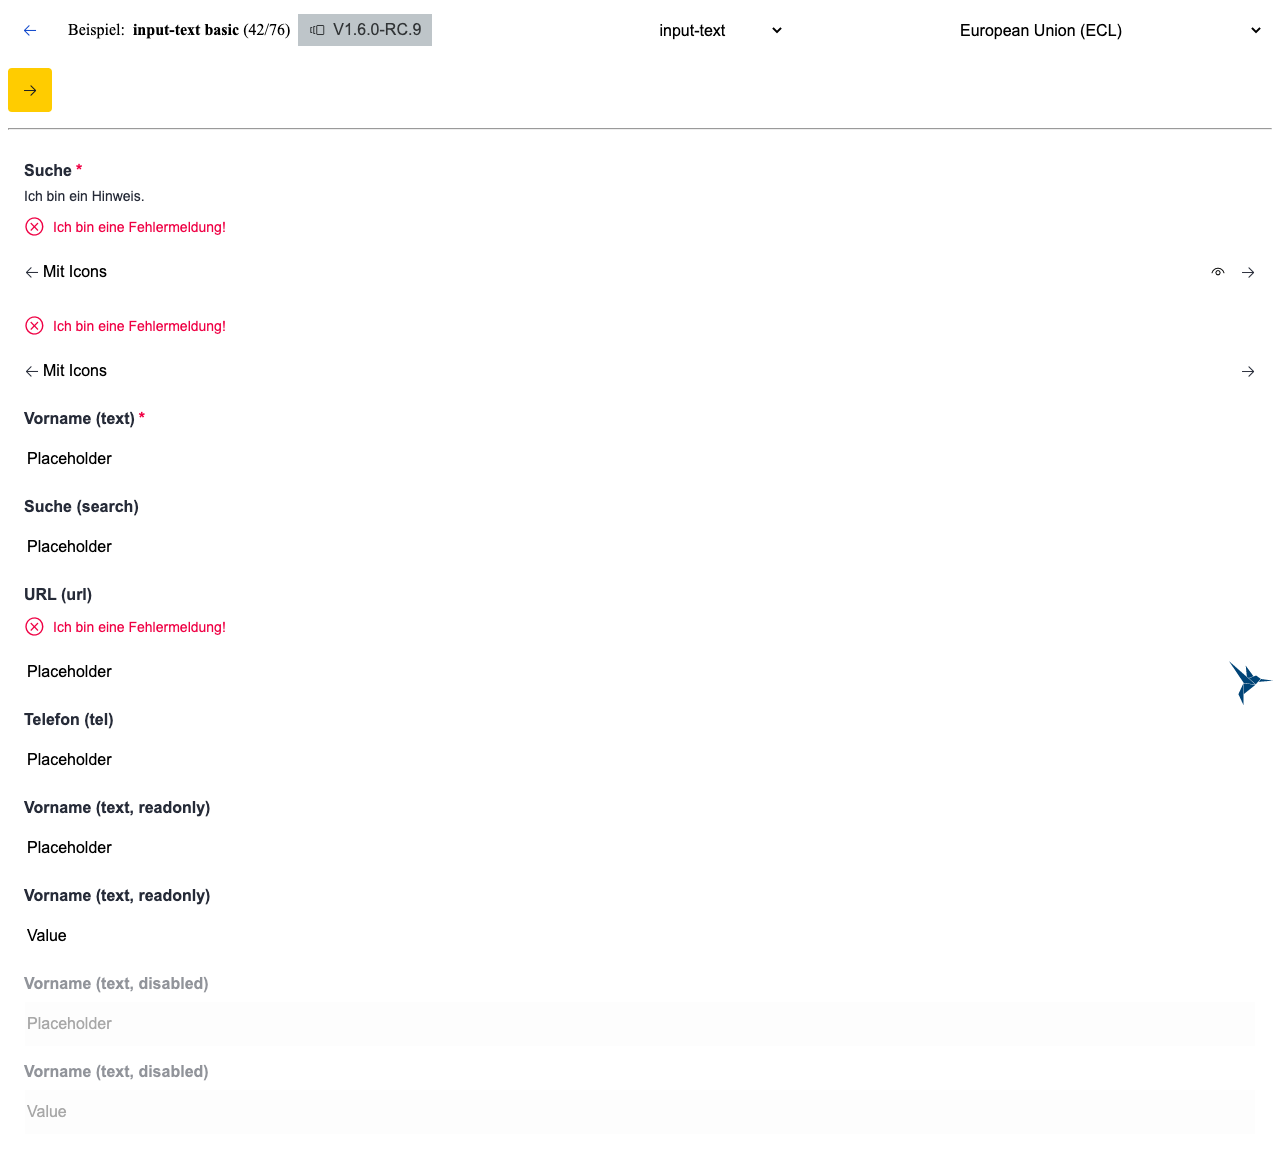 Beispiel: input-text basic (42/76) V1.6.0-RC.9 input-text European Union (ECL)
Suche *
Ich bin ein Hinweis.
Ich bin eine Fehlermeldung!
Mit Icons
Ich bin eine Fehlermeldung!
Mit Icons
Vorname (text) *
Placeholder
Suche (search)
Placeholder
URL (url)
Ich bin eine Fehlermeldung!
Placeholder
Telefon (tel)
Placeholder
Vorname (text, readonly)
Placeholder
Vorname (text, readonly)
Value
Vorname (text, disabled)
Placeholder
Vorname (text, disabled)
Value